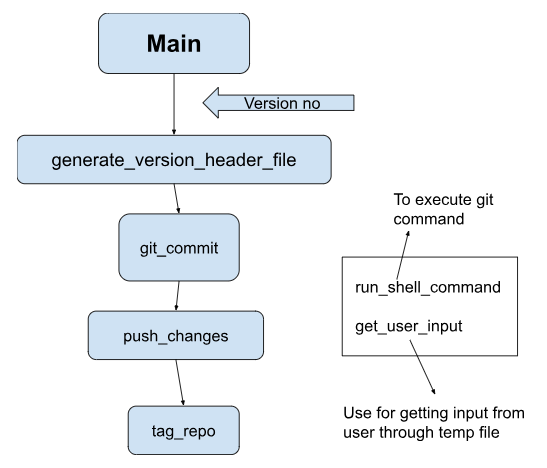 Main
Version no
generate_version_header_file
git_commit
push_changes
tag_repo
To execute git
command
run_shell_command
get_user_input
Use for getting input from
user through temp file